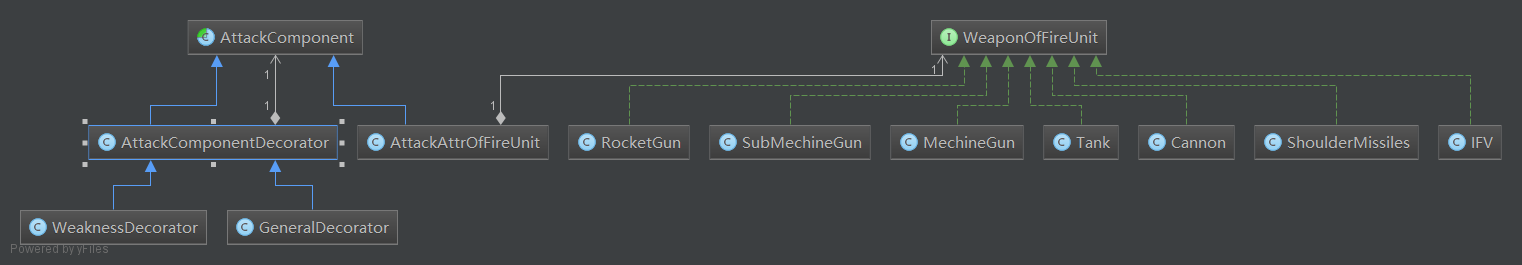 C AttackComponent
I WeaponOfFireUnit
1
1
1
1
C AttackComponentDecorator
C AttackAttrOfFireUnit
C RocketGun
C SubMechineGun
C MechineGun
C Tank
C Cannon
C ShoulderMissiles
C IFV
C WeaknessDecorator
C GeneralDecorator
Powered by yFiles